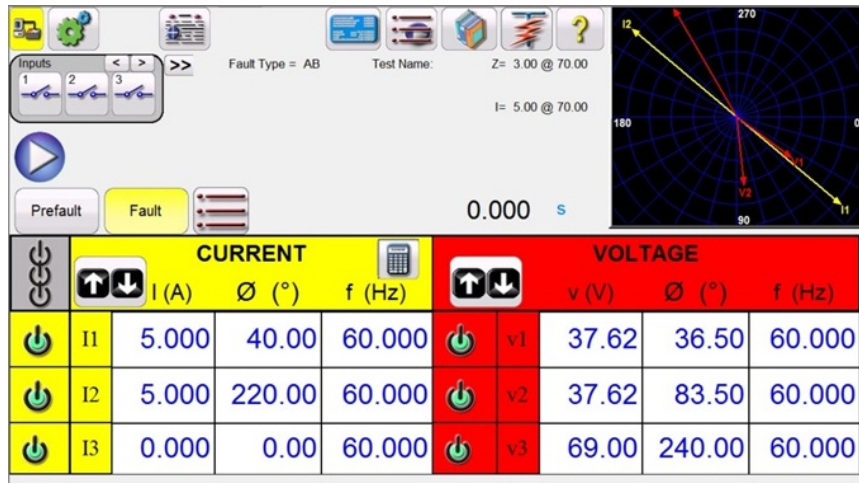 Inputs < > >>
1 2 3
Fault Type = AB Test Name: Z= 3.00 @ 70.00
I= 5.00 @ 70.00
?
Prefault Fault 0.000 s
I2 270
180 0
V1
V2
I1
90
CURRENT VOLTAGE
I (A) Ø (°) f (Hz) v (V) Ø (°) f (Hz)
I1 5.000 40.00 60.000 v1 37.62 36.50 60.000
I2 5.000 220.00 60.000 v2 37.62 83.50 60.000
I3 0.000 0.00 60.000 v3 69.00 240.00 60.000